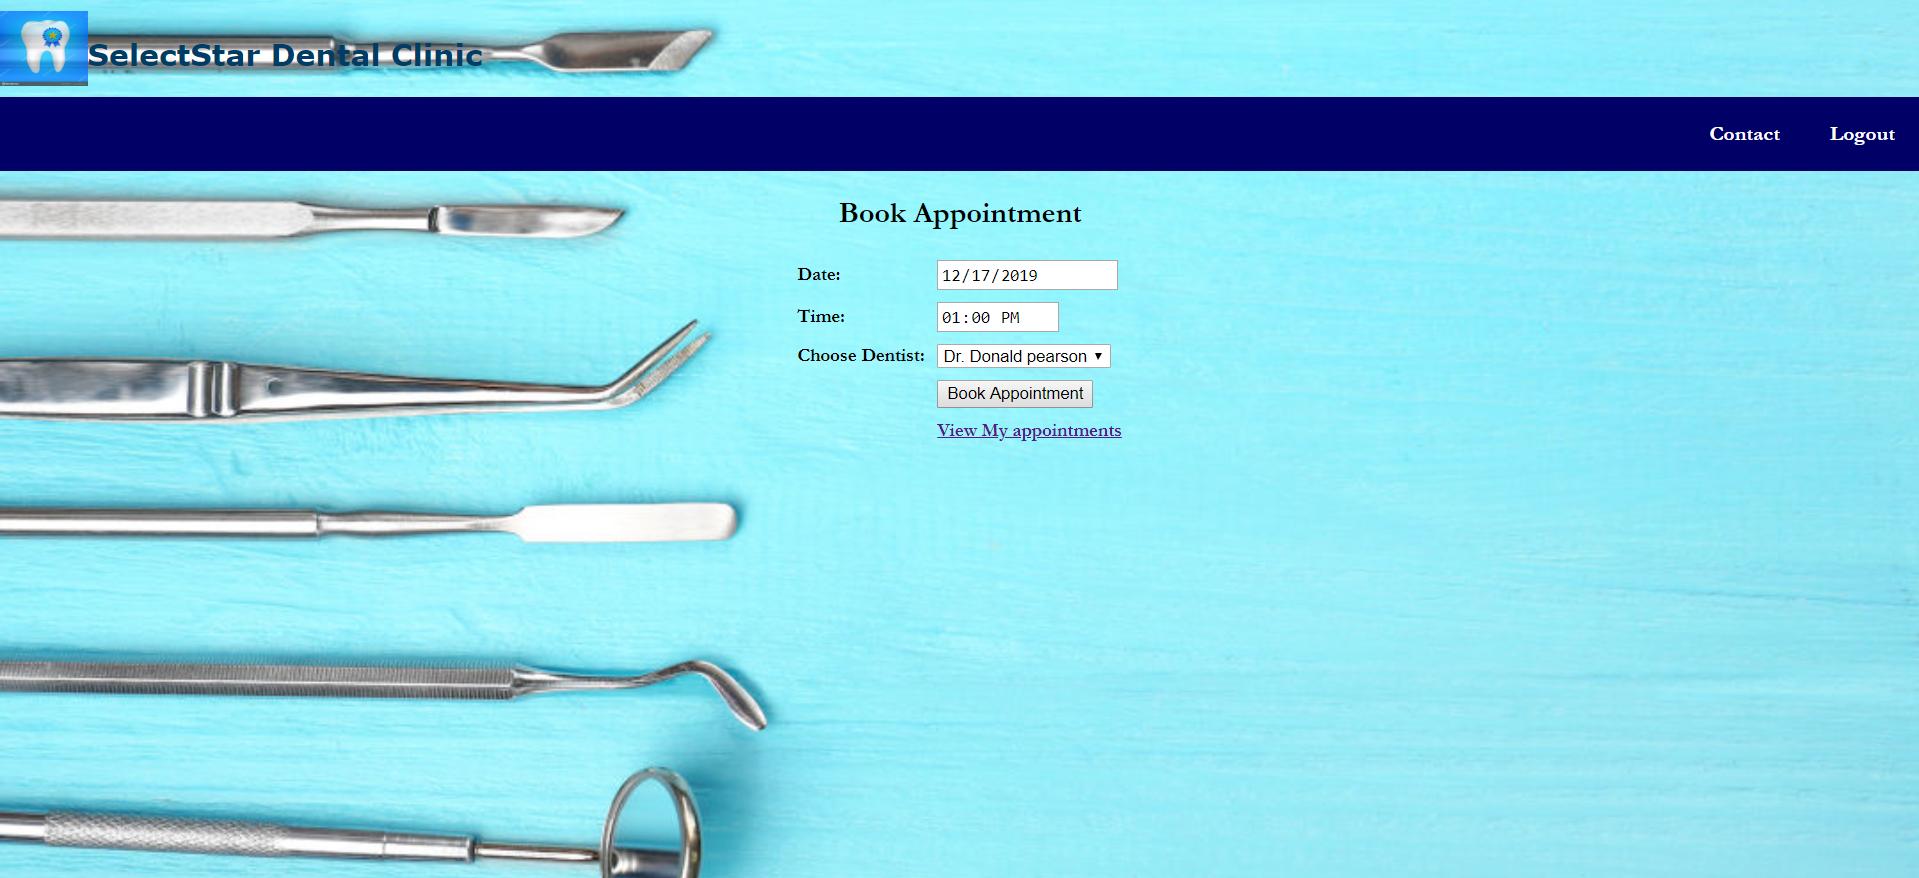 SelectStar Dental Clinic
Contact Logout
Book Appointment
Date: 12/17/2019
Time: 01:00 PM
Choose Dentist: Dr. Donald pearson
Book Appointment
View My appointments